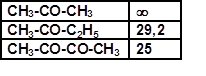 CH₃-CO-CH₃ ∞
CH₃-CO-C₂H₅ 29,2
CH₃-CO-CO-CH₃ 25